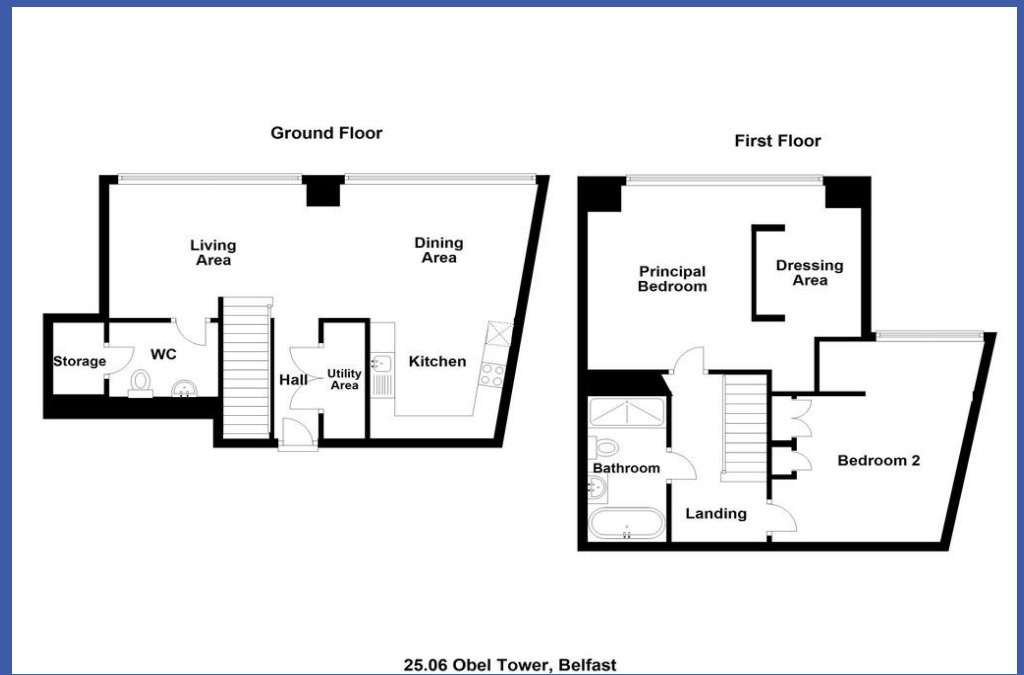 Ground Floor
Living
Area
Dining
Area
Storage
WC
Hall
Utility
Area
Kitchen
First Floor
Principal
Bedroom
Dressing
Area
Bathroom
Landing
Bedroom 2
25.06 Obel Tower, Belfast